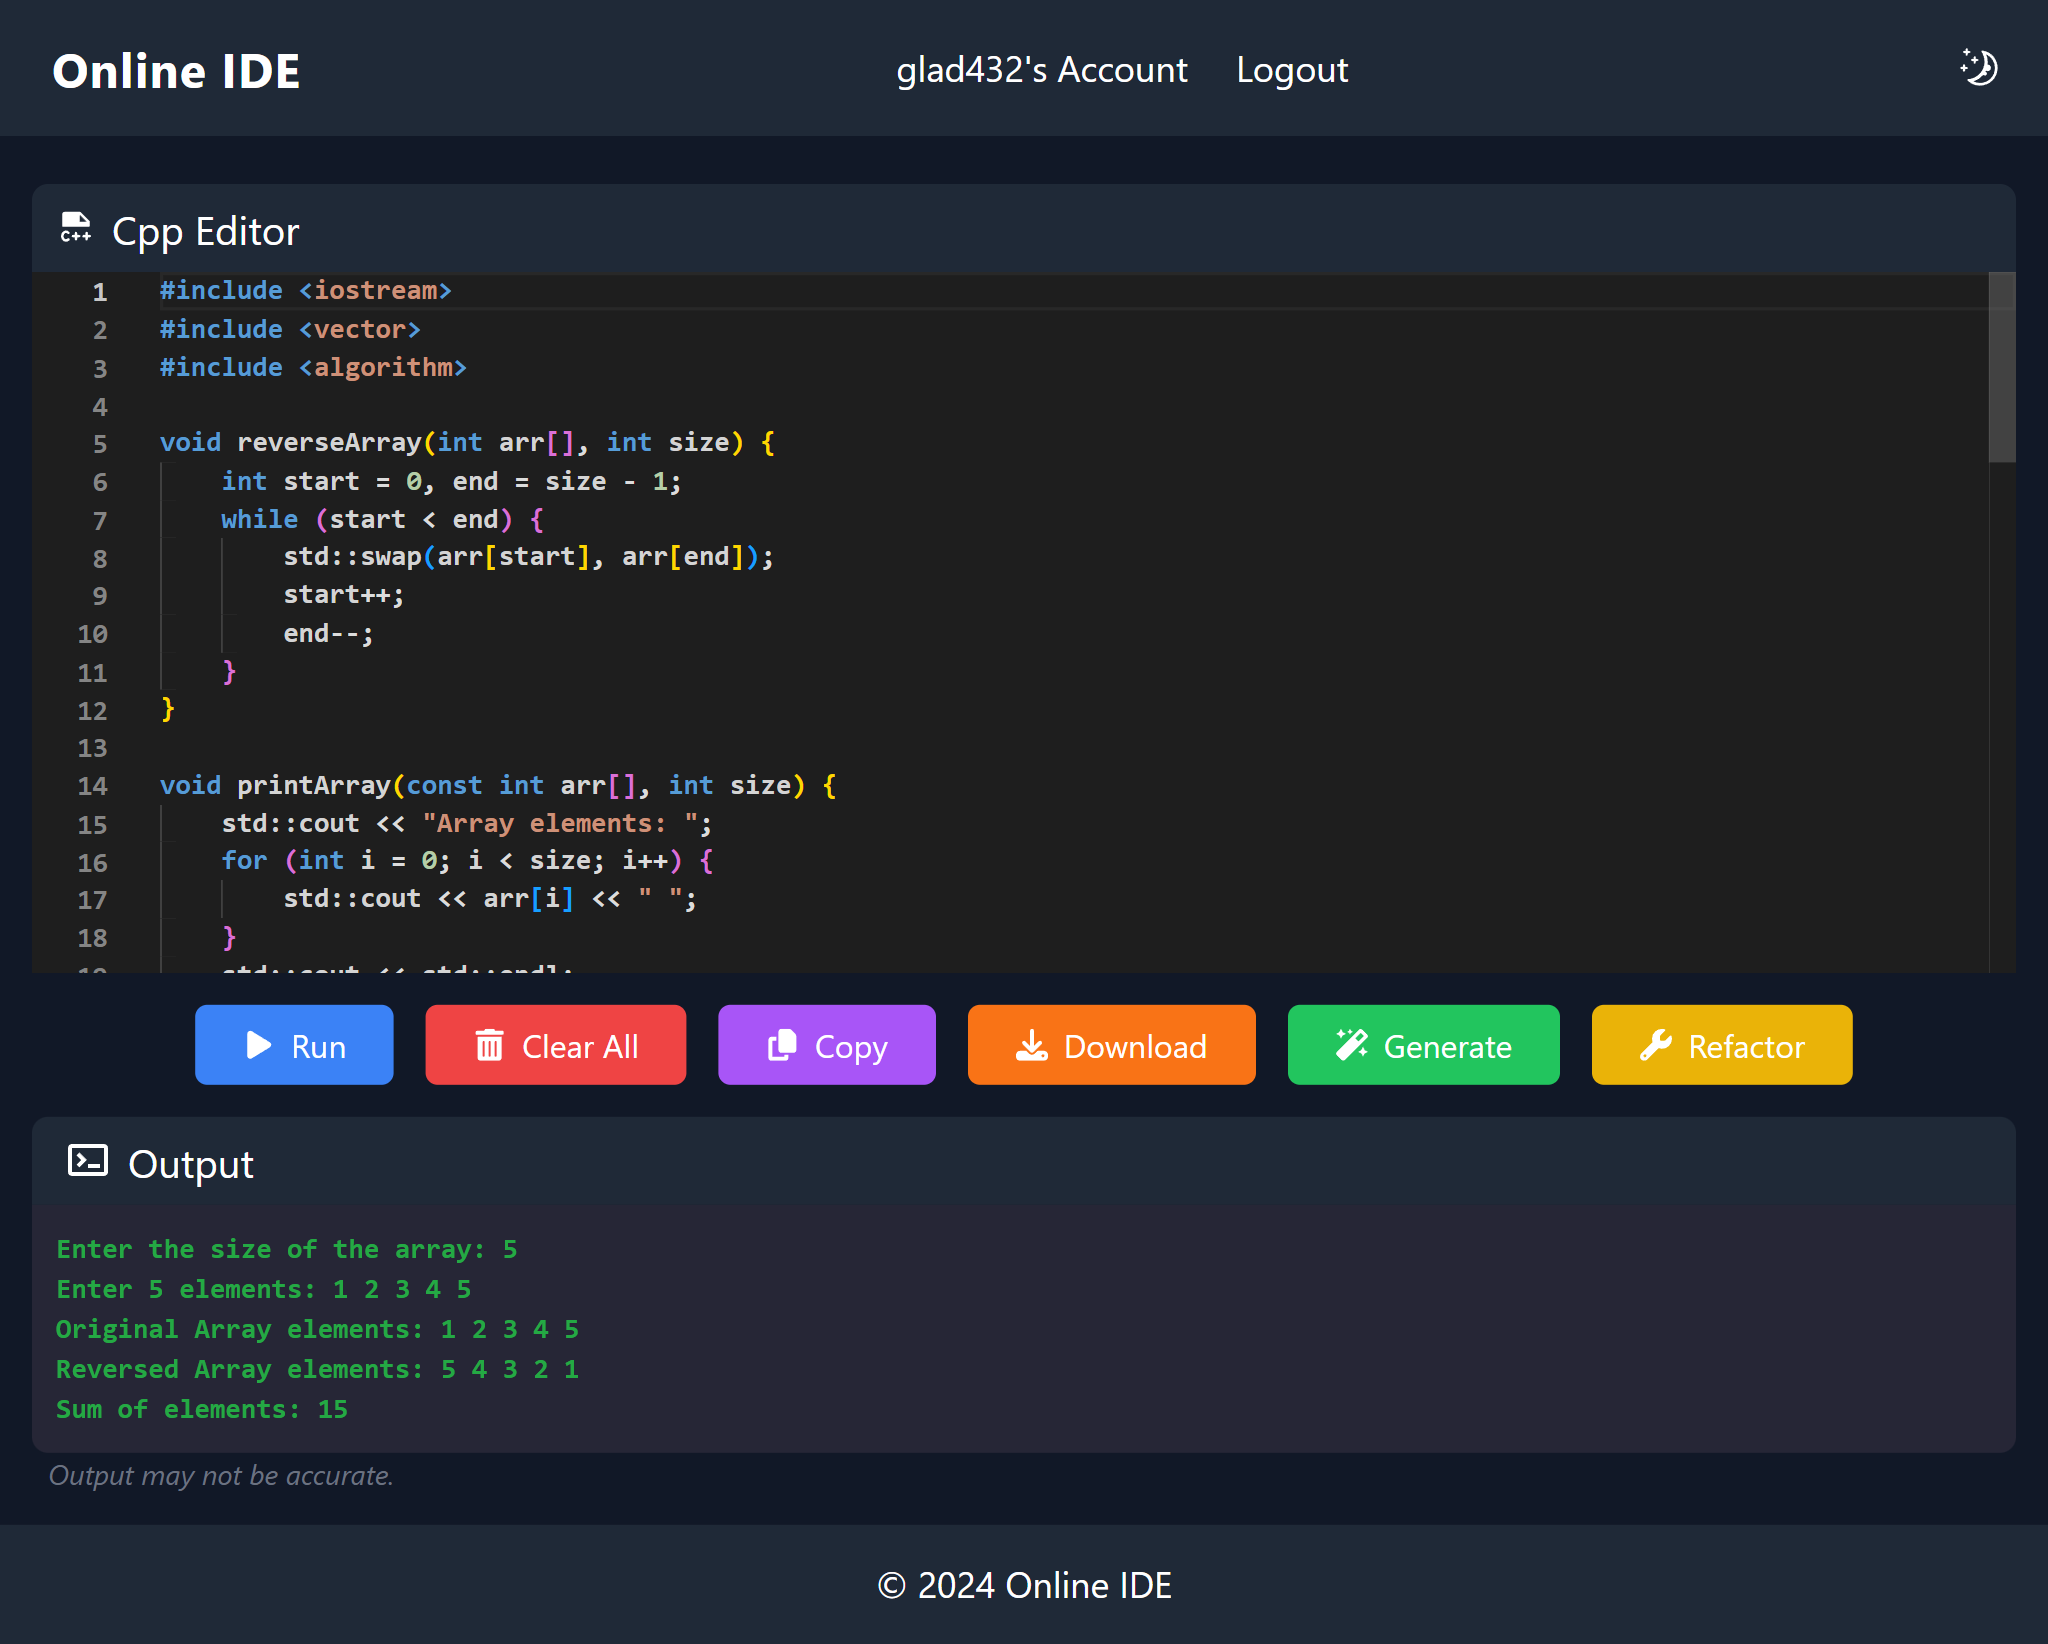 Online IDE
glad432's Account Logout
C++ Cpp Editor
1 #include <iostream>
2 #include <vector>
3 #include <algorithm>
4
5 void reverseArray(int arr[], int size) {
6     int start = 0, end = size - 1;
7     while (start < end) {
8         std::swap(arr[start], arr[end]);
9         start++;
10         end--;
11     }
12 }
13
14 void printArray(const int arr[], int size) {
15     std::cout << "Array elements: ";
16     for (int i = 0; i < size; i++) {
17         std::cout << arr[i] << " ";
18     }
19     std::cout << std::endl;
Run Clear All Copy Download Generate Refactor
Output
Enter the size of the array: 5
Enter 5 elements: 1 2 3 4 5
Original Array elements: 1 2 3 4 5
Reversed Array elements: 5 4 3 2 1
Sum of elements: 15
Output may not be accurate.
© 2024 Online IDE